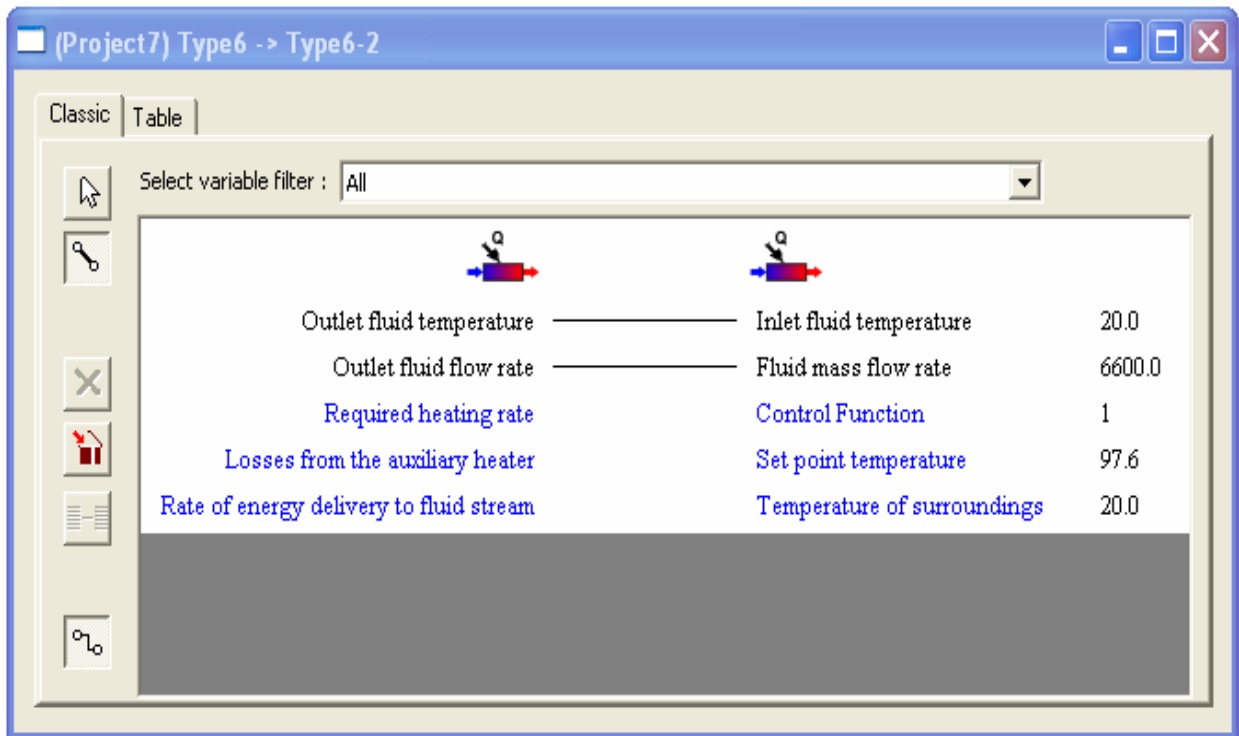 (Project7) Type6 -> Type6-2
Classic Table
Select variable filter : All
Q Q
Outlet fluid temperature Inlet fluid temperature 20.0
Outlet fluid flow rate Fluid mass flow rate 6600.0
Required heating rate Control Function 1
Losses from the auxiliary heater Set point temperature 97.6
Rate of energy delivery to fluid stream Temperature of surroundings 20.0